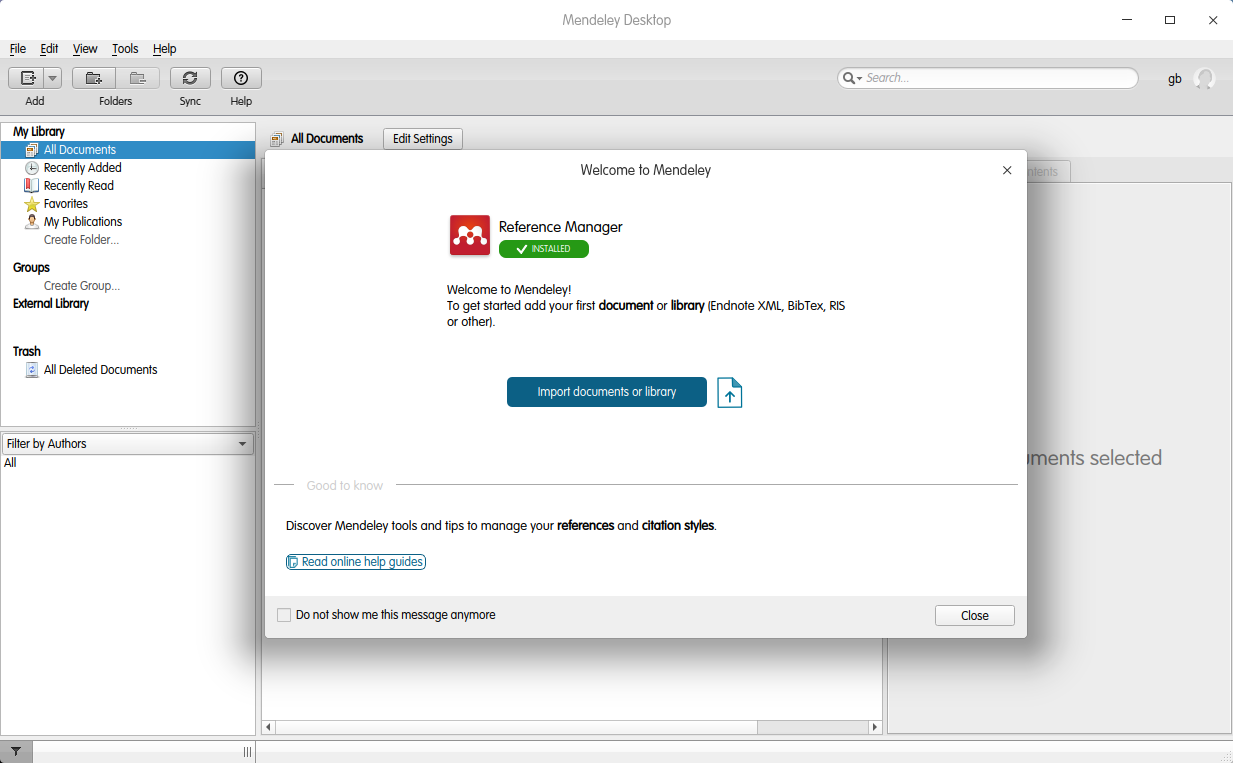 Mendeley Desktop
File Edit View Tools Help
Add Folders Sync Help
Search...
gb
My Library
All Documents
Recently Added
Recently Read
Favorites
My Publications
Create Folder...
Groups
Create Group...
External Library
Trash
All Deleted Documents
Filter by Authors
All
All Documents
Edit Settings
Welcome to Mendeley
Reference Manager
INSTALLED
Welcome to Mendeley!
To get started add your first document or library (Endnote XML, BibTex, RIS
or other).
Import documents or library
Good to know
Discover Mendeley tools and tips to manage your references and citation styles.
Read online help guides
Do not show me this message anymore
Close
selected